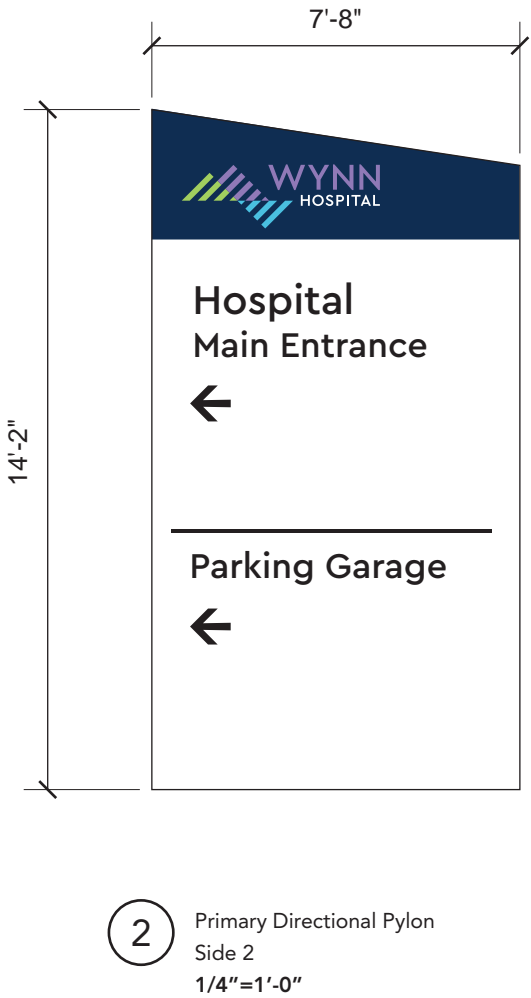 7'-8"
WYNN
HOSPITAL
Hospital
Main Entrance
14'-2"
Parking Garage
2
Primary Directional Pylon
Side 2
1/4"=1'-0"